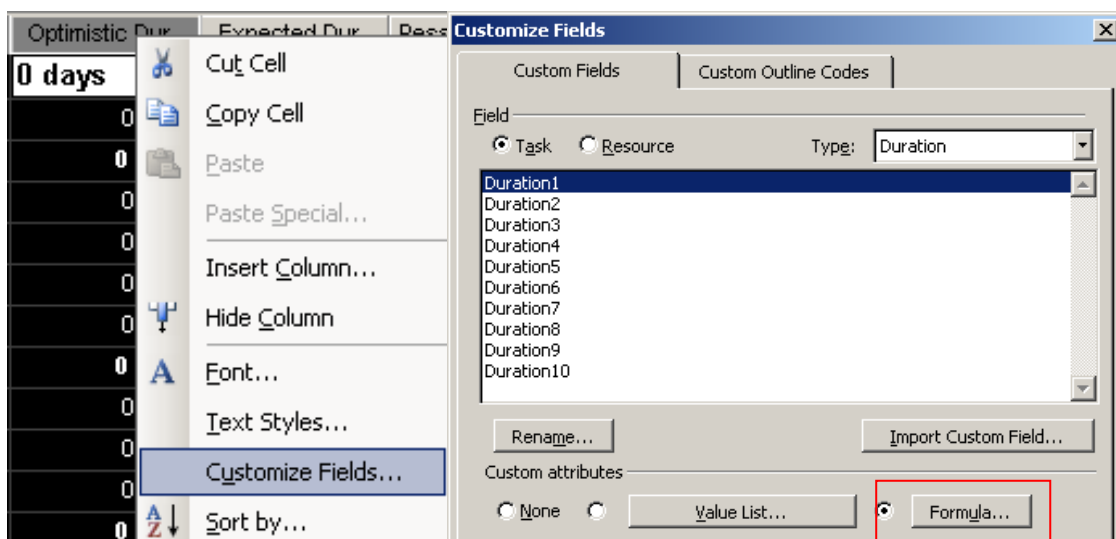 Optimistic Dur
Expected Dur
Pess
0 days
0
0
0
0
0
0
0
0
0
0
0
Cut Cell
Copy Cell
Paste
Paste Special...
Insert Column...
Hide Column
Font...
Text Styles...
Customize Fields...
Sort by...
Customize Fields
Custom Fields
Custom Outline Codes
Field
Task
Resource
Type:
Duration
Duration1
Duration2
Duration3
Duration4
Duration5
Duration6
Duration7
Duration8
Duration9
Duration10
Rename...
Import Custom Field...
Custom attributes
None
Value List...
Formula...